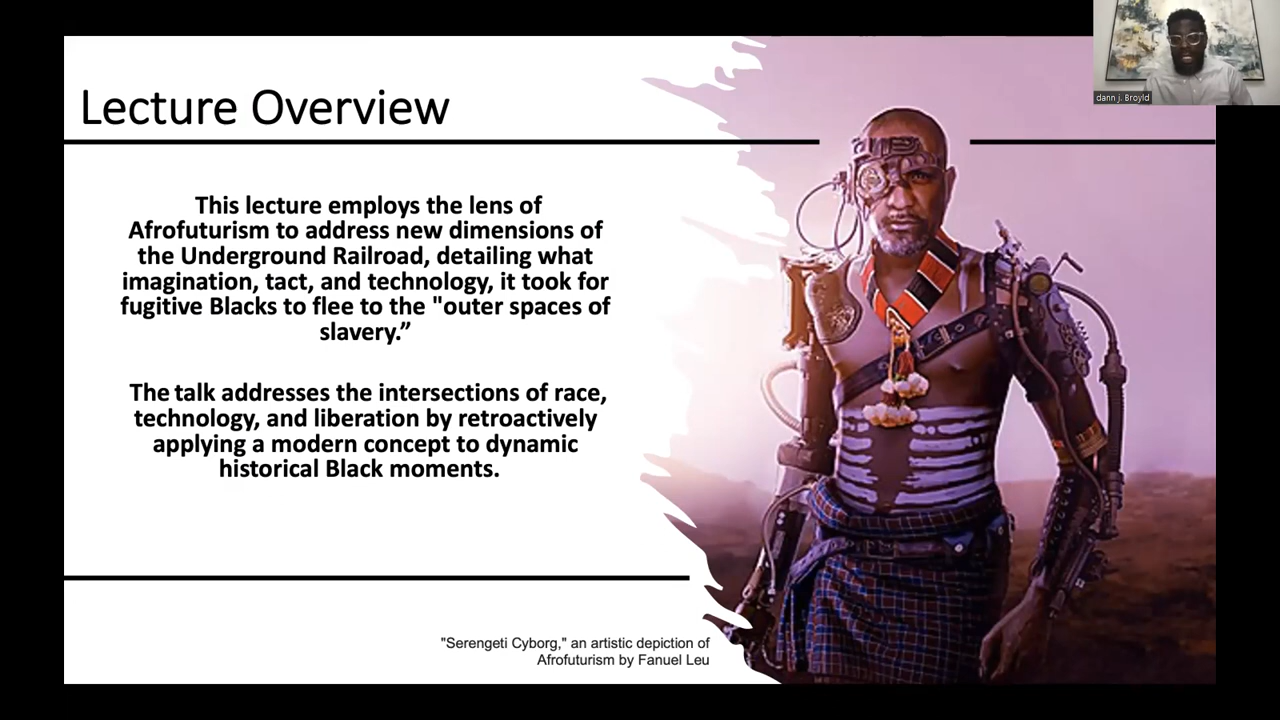 Lecture Overview
This lecture employs the lens of
Afrofuturism to address new dimensions of
the Underground Railroad, detailing what
imagination, tact, and technology, it took for
fugitive Blacks to flee to the "outer spaces of
slavery.”
The talk addresses the intersections of race,
technology, and liberation by retroactively
applying a modern concept to dynamic
historical Black moments.
"Serengeti Cyborg," an artistic depiction of
Afrofuturism by Fanuel Leu
dann j. Broyld